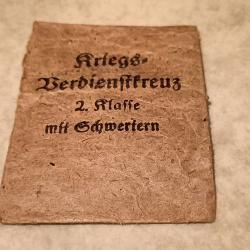 Kriegs-
Verdienstkreuz
2. Klasse
mit Schwertern